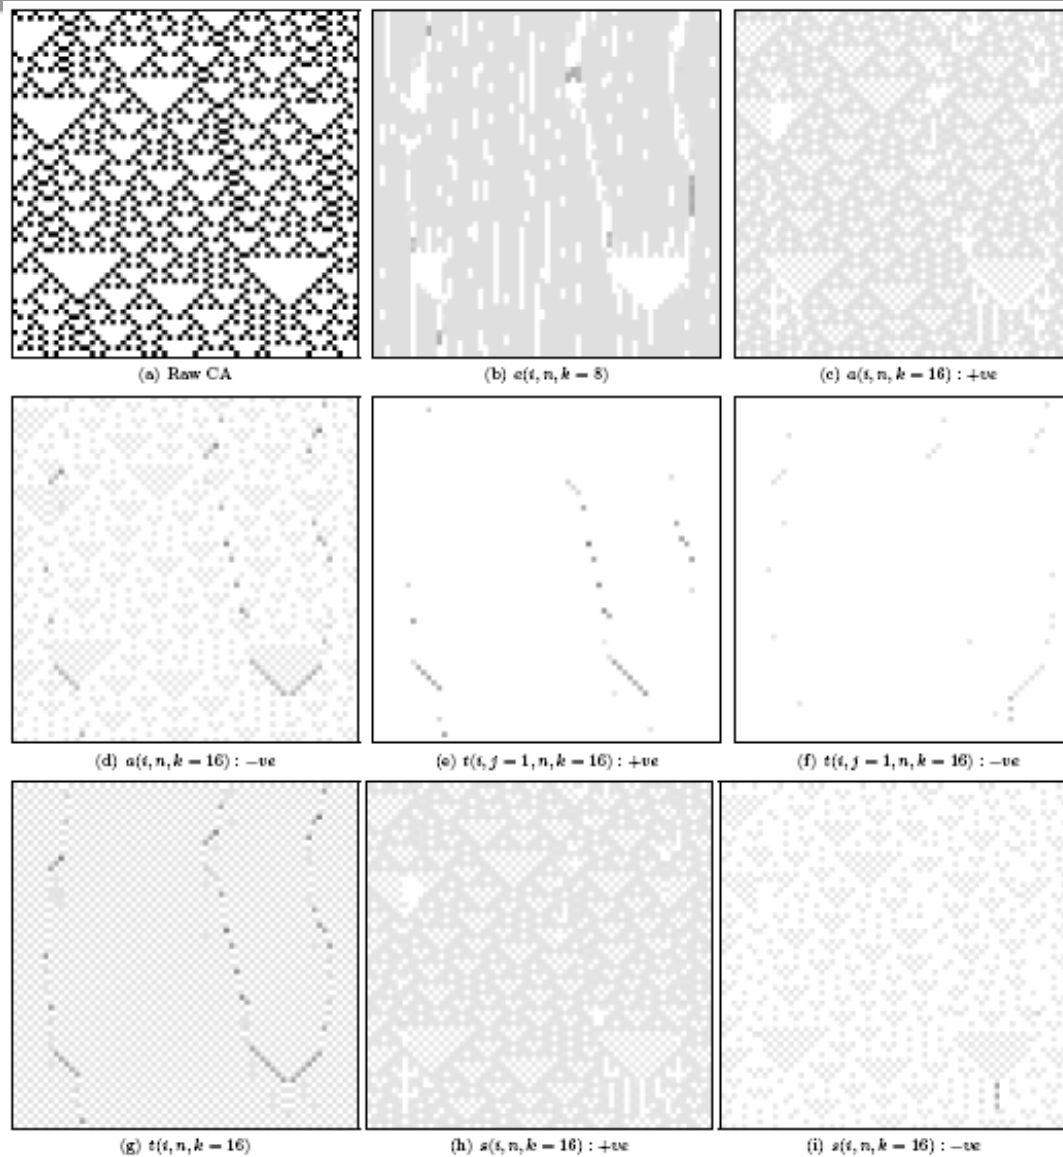 (a) Raw CA
(b) e(i, n, k = 8)
(c) a(i, n, k = 16) : +ve
(d) a(i, n, k = 16) : −ve
(e) t(i, j = 1, n, k = 16) : +ve
(f) t(i, j = 1, n, k = 16) : −ve
(g) t(i, n, k = 16)
(h) s(i, n, k = 16) : +ve
(i) s(i, n, k = 16) : −ve